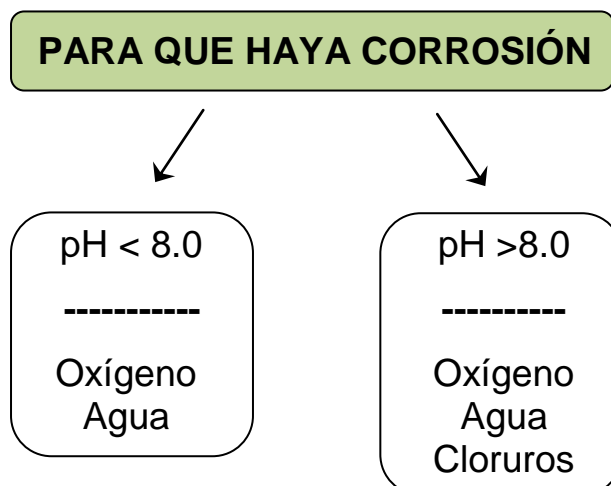 PARA QUE HAYA CORROSIÓN
pH < 8.0
-----------
Oxígeno
Agua
pH >8.0
----------
Oxígeno
Agua
Cloruros